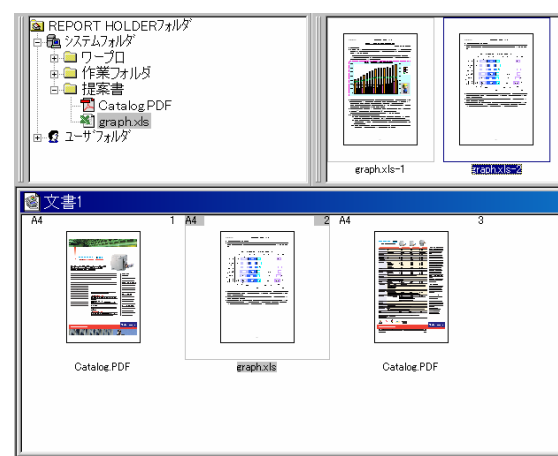 REPORT HOLDERフォルダ
システムフォルダ
ワープロ
作業フォルダ
提案書
Catalog.PDF
graph.xls
ユーザフォルダ
graph.xls-1
graph.xls-2
文書1
A4 1 A4 2 A4 3
Catalog.PDF
graph.xls
Catalog.PDF